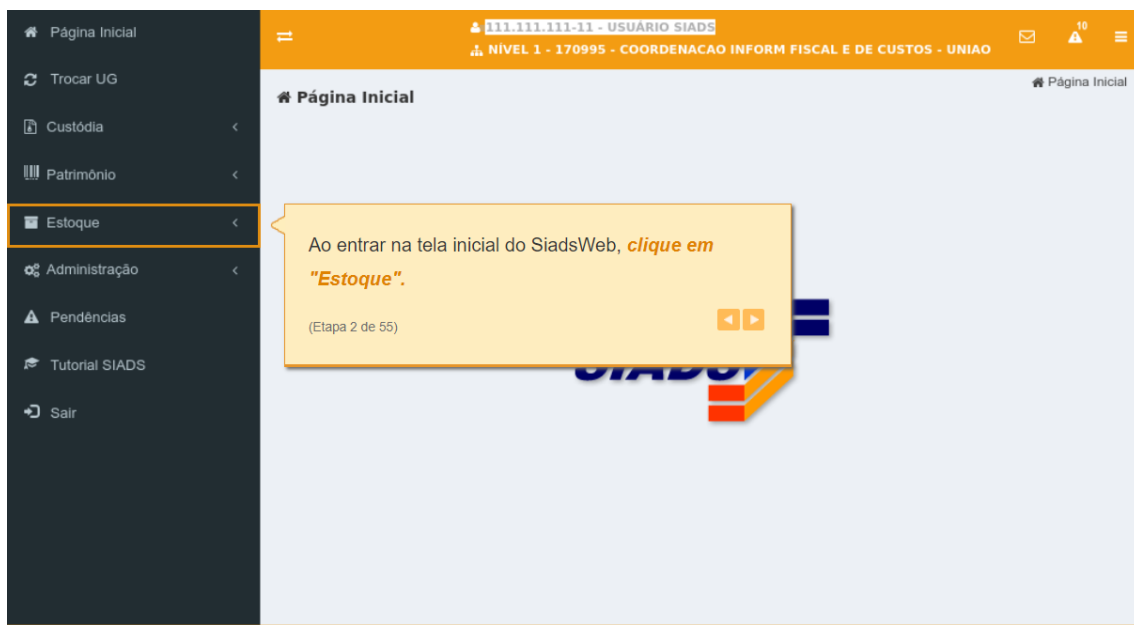 Página Inicial
Trocar UG
Custódia
Patrimônio
Estoque
Administração
Pendências
Tutorial SIADS
Sair
111.111.111-11 - USUÁRIO SIADS
NÍVEL 1 - 170995 - COORDENACAO INFORM FISCAL E DE CUSTOS - UNIAO
10
Página Inicial
Página Inicial
Ao entrar na tela inicial do SiadsWeb, clique em
"Estoque".
(Etapa 2 de 55)
SIADS